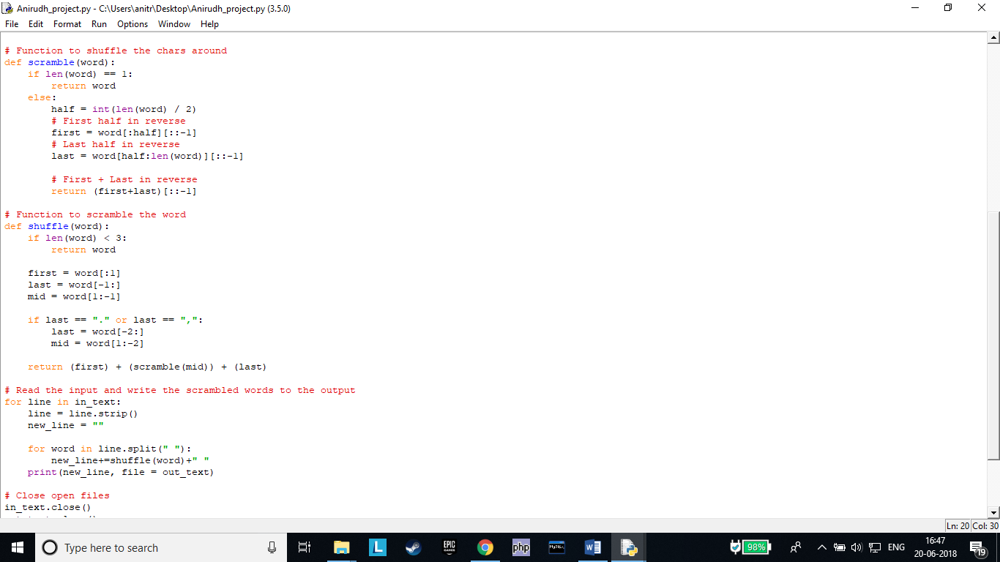 Anirudh_project.py - C:\Users\anitr\Desktop\Anirudh_project.py (3.5.0)
File Edit Format Run Options Window Help
# Function to shuffle the chars around
def scramble(word):
    if len(word) == 1:
        return word
    else:
        half = int(len(word) / 2)
        # First half in reverse
        first = word[:half][::-1]
        # Last half in reverse
        last = word[half:len(word)][::-1]

        # First + Last in reverse
        return (first+last)[::-1]

# Function to scramble the word
def shuffle(word):
    if len(word) < 3:
        return word

    first = word[:1]
    last = word[-1:]
    mid = word[1:-1]

    if last == "." or last == ",":
        last = word[-2:]
        mid = word[1:-2]

    return (first) + (scramble(mid)) + (last)

# Read the input and write the scrambled words to the output
for line in in_text:
    line = line.strip()
    new_line = ""

    for word in line.split(" "):
        new_line+=shuffle(word)+" "
    print(new_line, file = out_text)

# Close open files
in_text.close()
Ln: 20 Col: 30
Type here to search
L
EPIC GAMES
php
MySQL
W
98%
ENG
16:47
20-06-2018
19